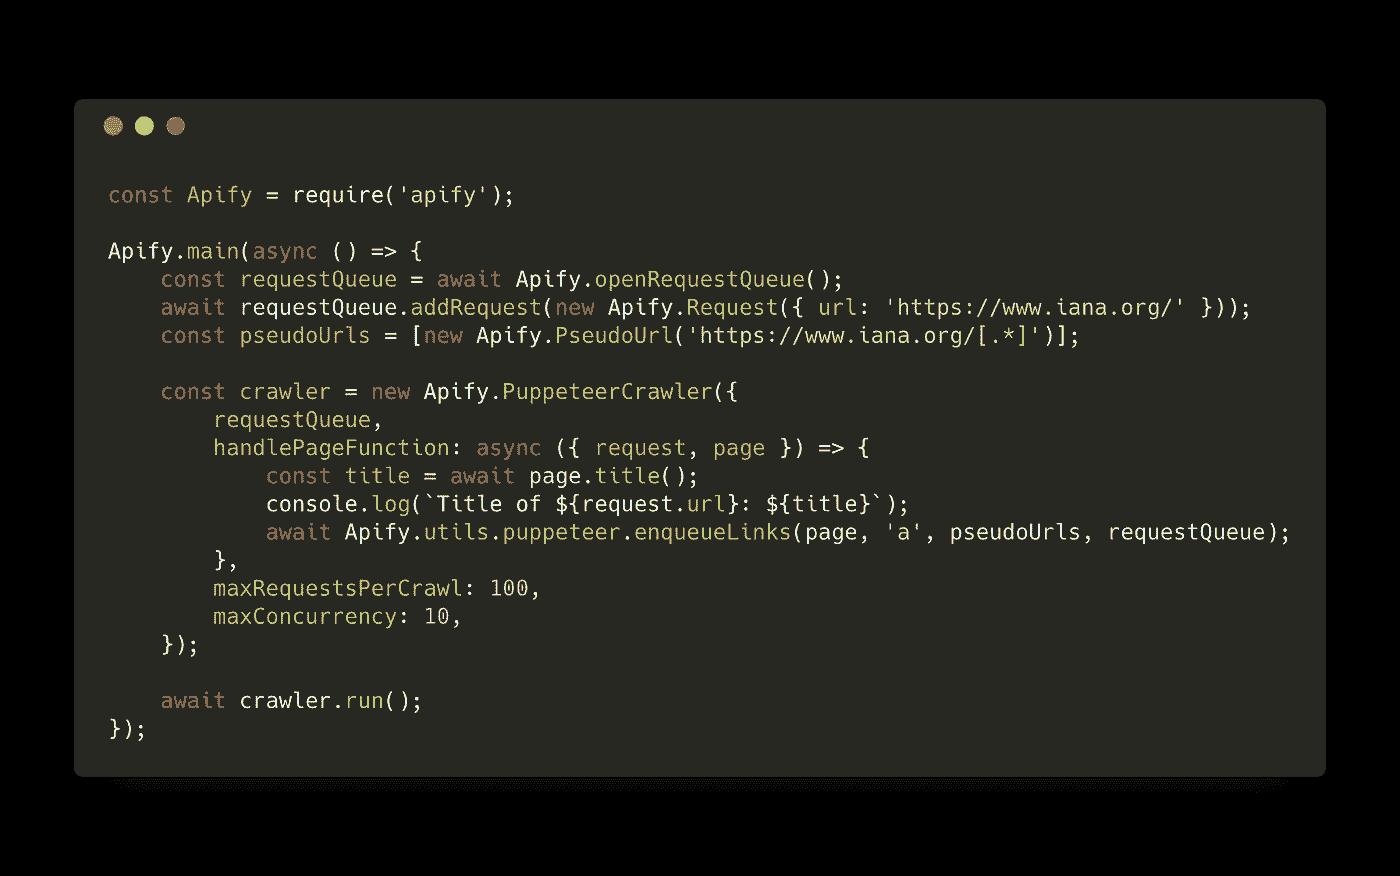 const Apify = require('apify');

Apify.main(async () => {
    const requestQueue = await Apify.openRequestQueue();
    await requestQueue.addRequest(new Apify.Request({ url: 'https://www.iana.org/' }));
    const pseudoUrls = [new Apify.PseudoUrl('https://www.iana.org/[.*]')];

    const crawler = new Apify.PuppeteerCrawler({
        requestQueue,
        handlePageFunction: async ({ request, page }) => {
            const title = await page.title();
            console.log(`Title of ${request.url}: ${title}`);
            await Apify.utils.puppeteer.enqueueLinks(page, 'a', pseudoUrls, requestQueue);
        },
        maxRequestsPerCrawl: 100,
        maxConcurrency: 10,
    });

    await crawler.run();
});